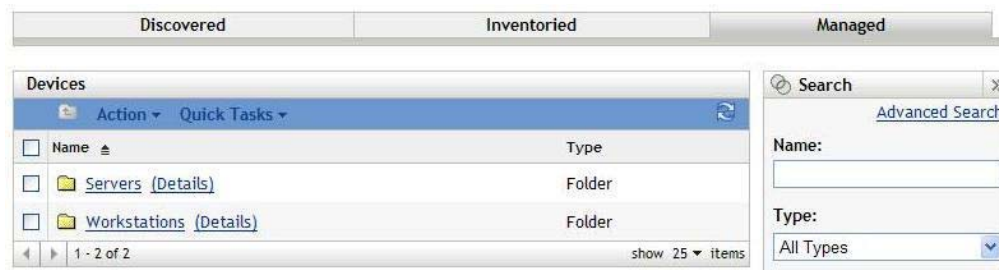 Discovered Inventoried Managed
Devices
Action Quick Tasks
Name Type
Servers (Details) Folder
Workstations (Details) Folder
1 - 2 of 2 show 25 items
Search
Advanced Search
Name:
Type:
All Types